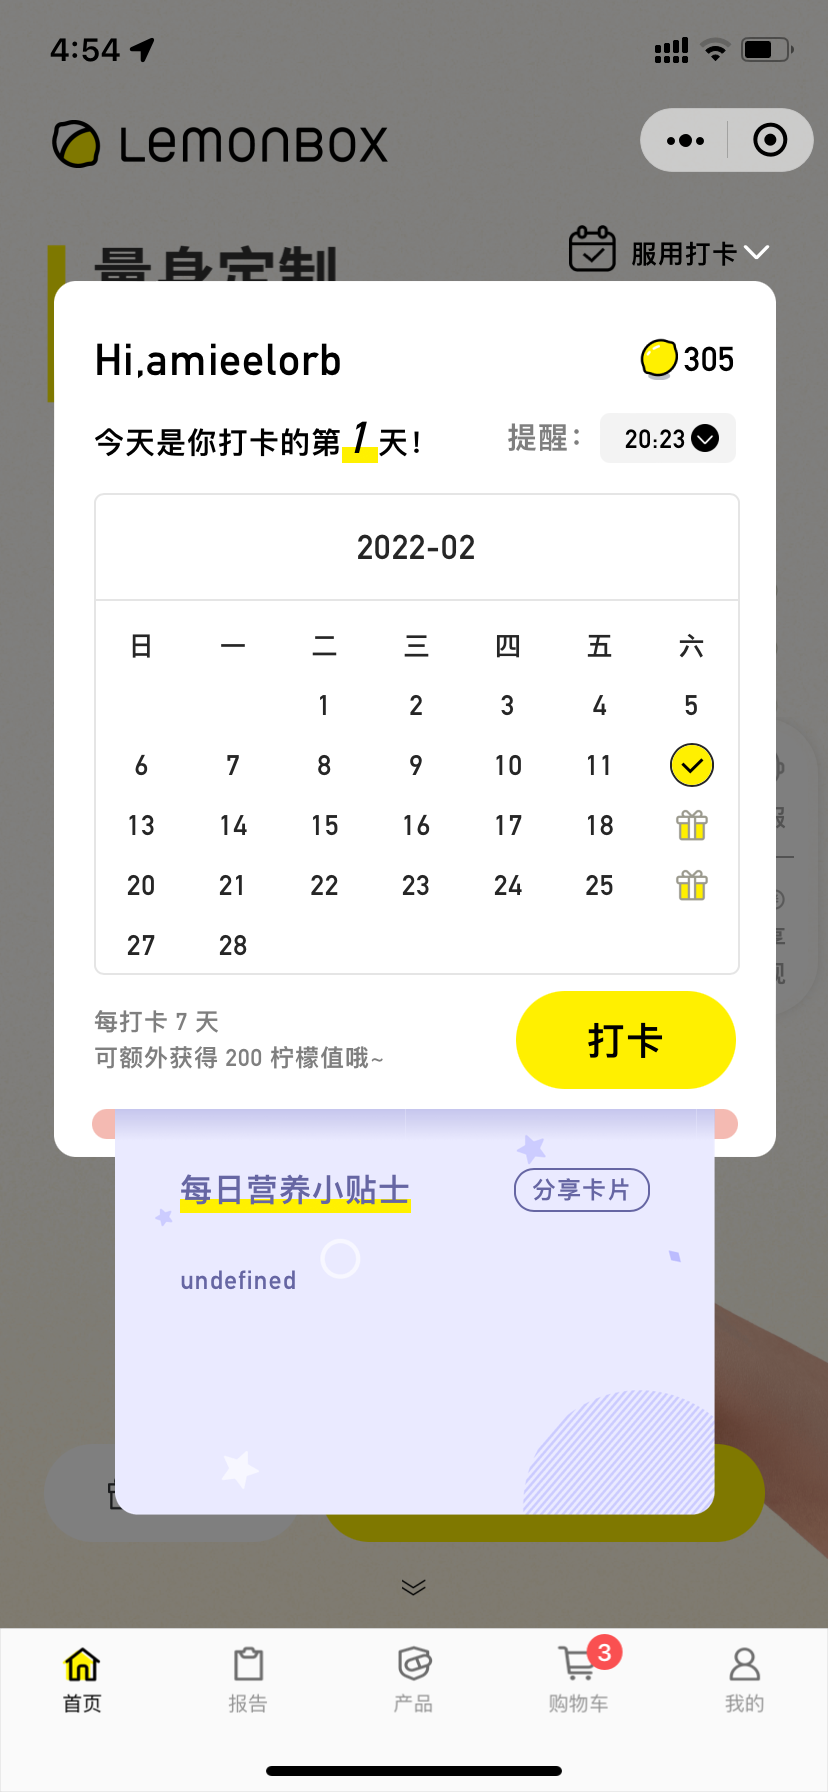 4:54
LemonBOX
量身定制
服用打卡
Hi,amieelorb
305
今天是你打卡的第1天!
提醒: 20:23
2022-02
日 一 二 三 四 五 六
1 2 3 4 5
6 7 8 9 10 11
13 14 15 16 17 18
20 21 22 23 24 25
27 28
每打卡 7 天
可额外获得 200 柠檬值哦~
打卡
每日营养小贴士
分享卡片
undefined
首页 报告 产品 购物车 3 我的